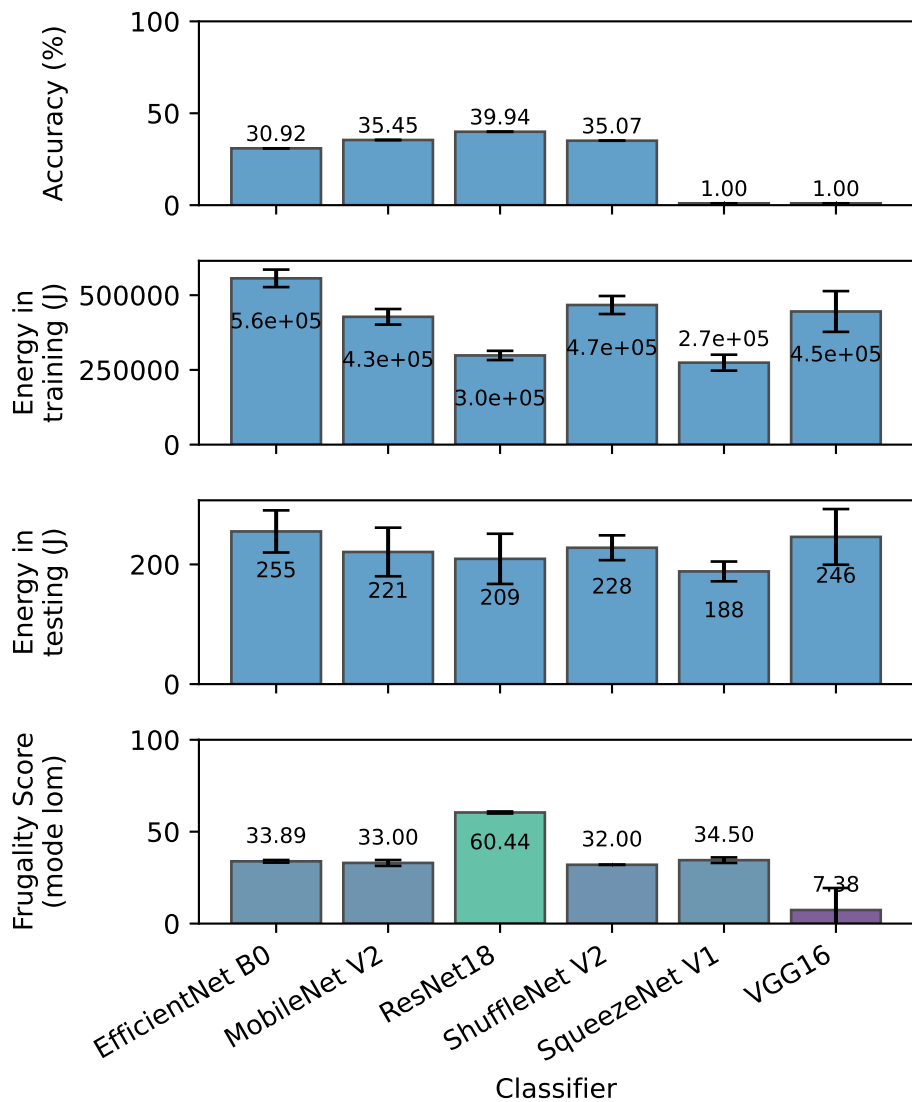 Accuracy (%)
100
50
0
30.92
35.45
39.94
35.07
1.00
1.00
Energy in
training (J)
500000
250000
0
5.6e+05
4.3e+05
3.0e+05
4.7e+05
2.7e+05
4.5e+05
Energy in
testing (J)
200
0
255
221
209
228
188
246
Frugality Score
(mode lom)
100
50
0
33.89
33.00
60.44
32.00
34.50
7.38
EfficientNet B0
MobileNet V2
ResNet18
ShuffleNet V2
SqueezeNet V1
VGG16
Classifier